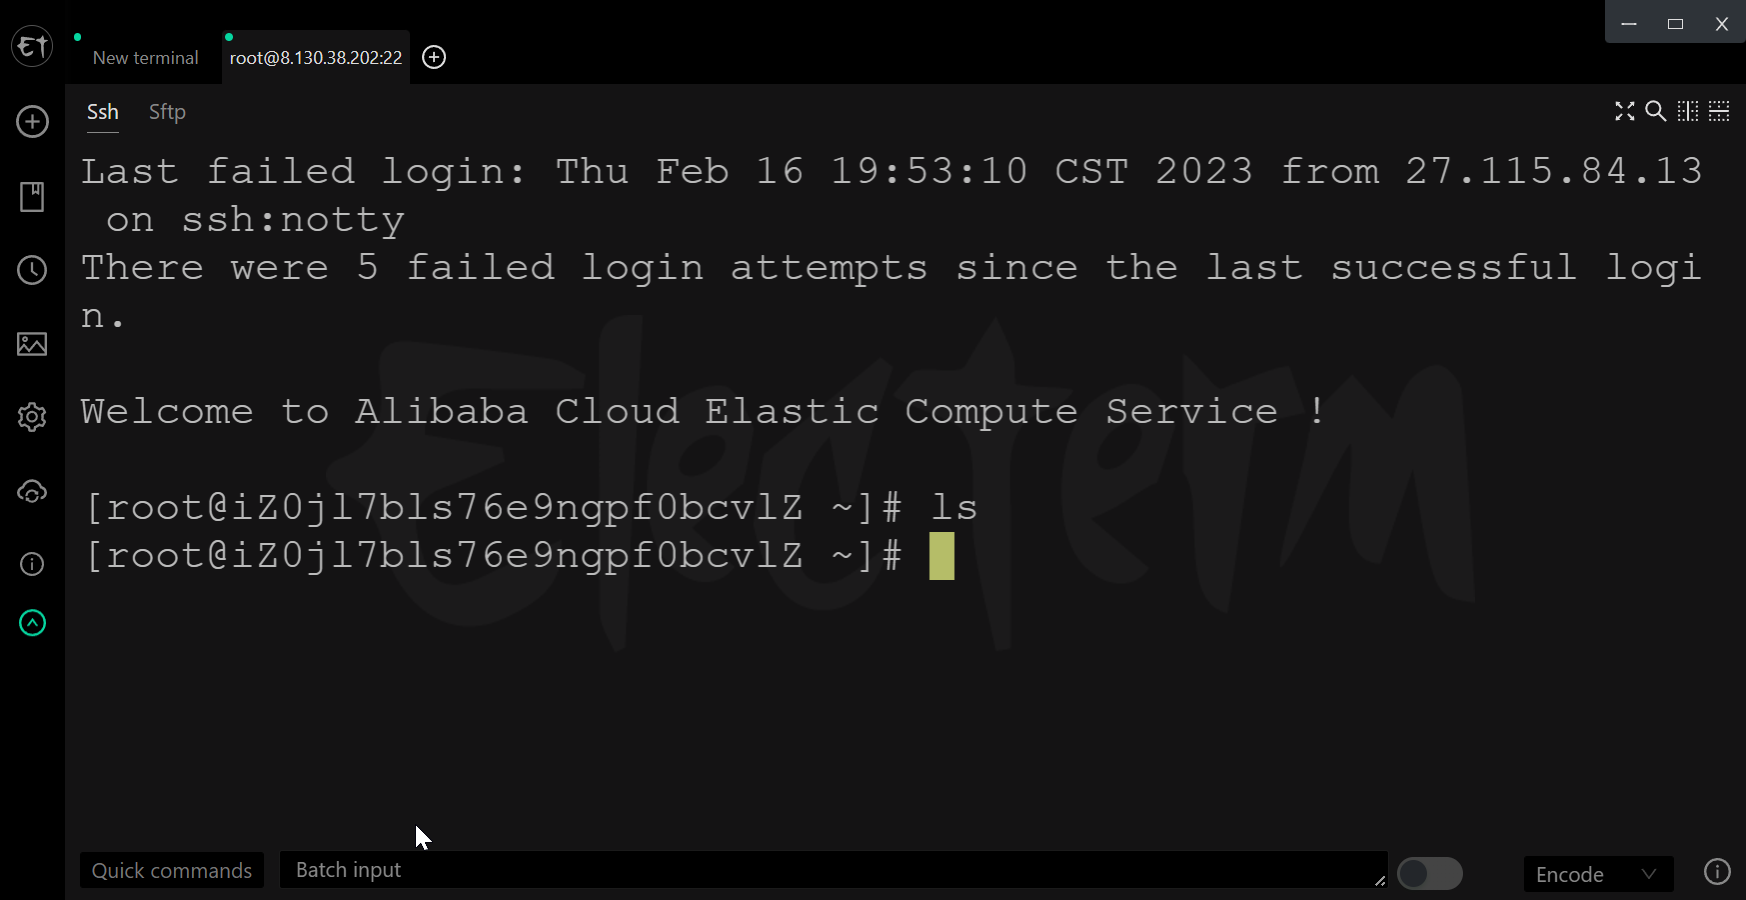 New terminal
root@8.130.38.202:22
Ssh
Sftp
Last failed login: Thu Feb 16 19:53:10 CST 2023 from 27.115.84.13
on ssh:notty
There were 5 failed login attempts since the last successful logi
n.
Welcome to Alibaba Cloud Elastic Compute Service !
[root@iZ0jl7bls76e9ngpf0bcvlZ ~]# ls
[root@iZ0jl7bls76e9ngpf0bcvlZ ~]#
Electerm
Quick commands
Batch input
Encode